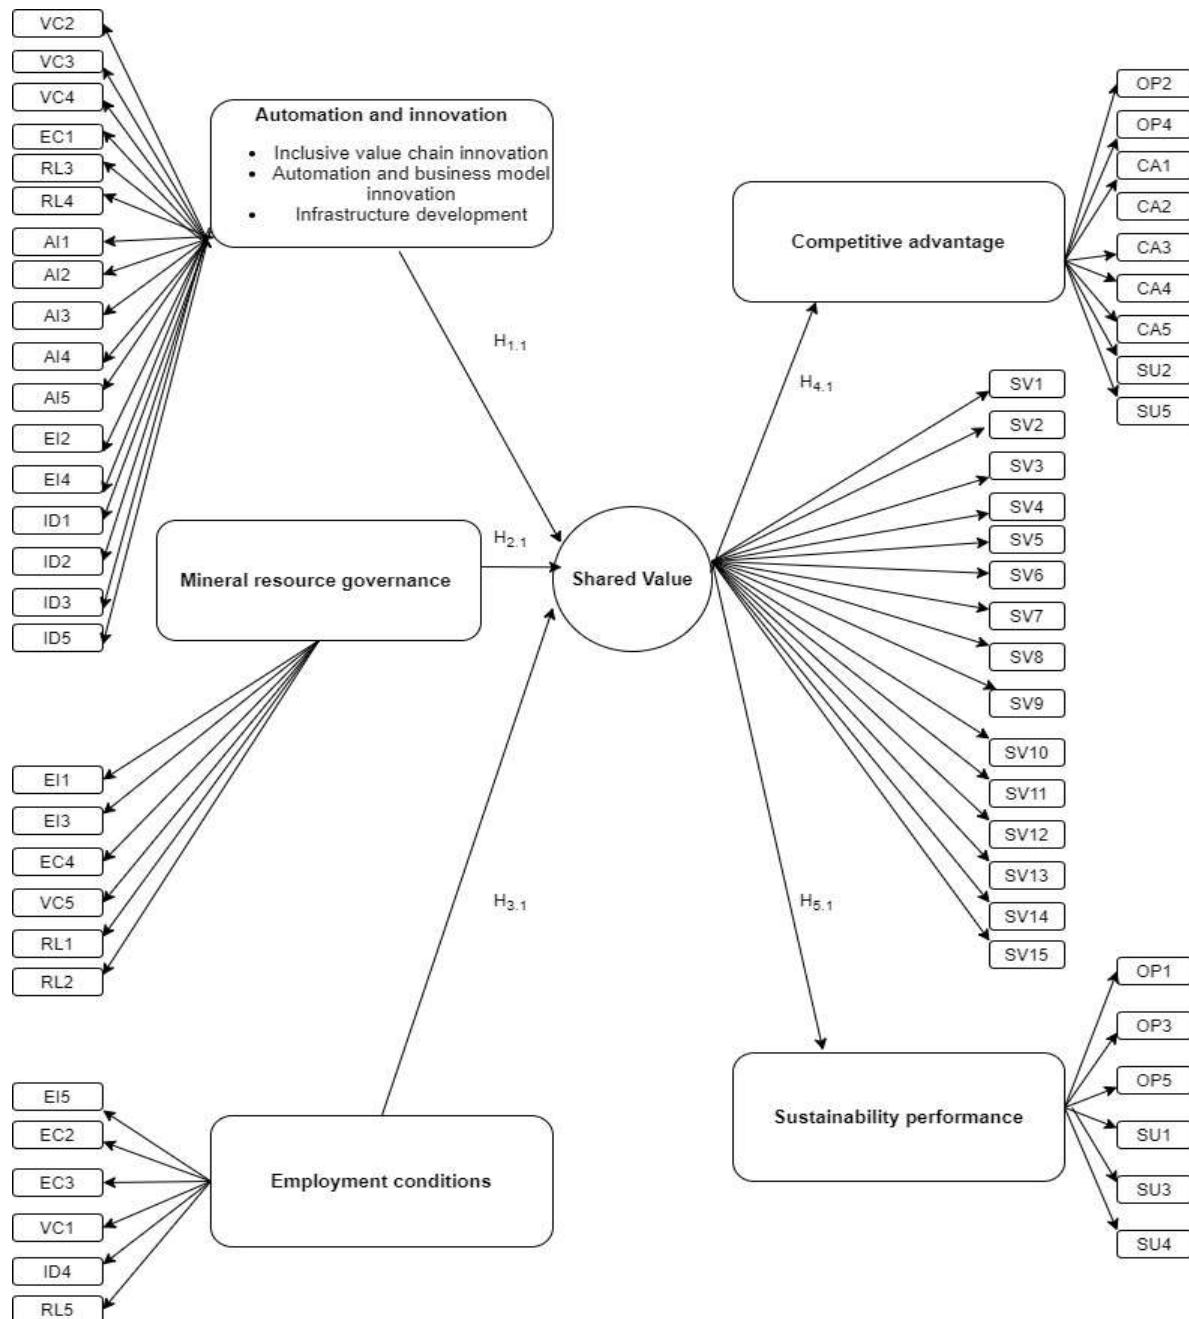 VC2
VC3
VC4
EC1
RL3
RL4
AI1
AI2
AI3
AI4
AI5
EI2
EI4
ID1
ID2
ID3
ID5
Automation and innovation
• Inclusive value chain innovation
• Automation and business model
innovation
• Infrastructure development
H1.1
Mineral resource governance
H2.1
EI1
EI3
EC4
VC5
RL1
RL2
H3.1
EI5
EC2
EC3
VC1
ID4
RL5
Employment conditions
Shared Value
Competitive advantage
H4.1
OP2
OP4
CA1
CA2
CA3
CA4
CA5
SU2
SU5
SV1
SV2
SV3
SV4
SV5
SV6
SV7
SV8
SV9
SV10
SV11
SV12
SV13
SV14
SV15
H5.1
Sustainability performance
OP1
OP3
OP5
SU1
SU3
SU4